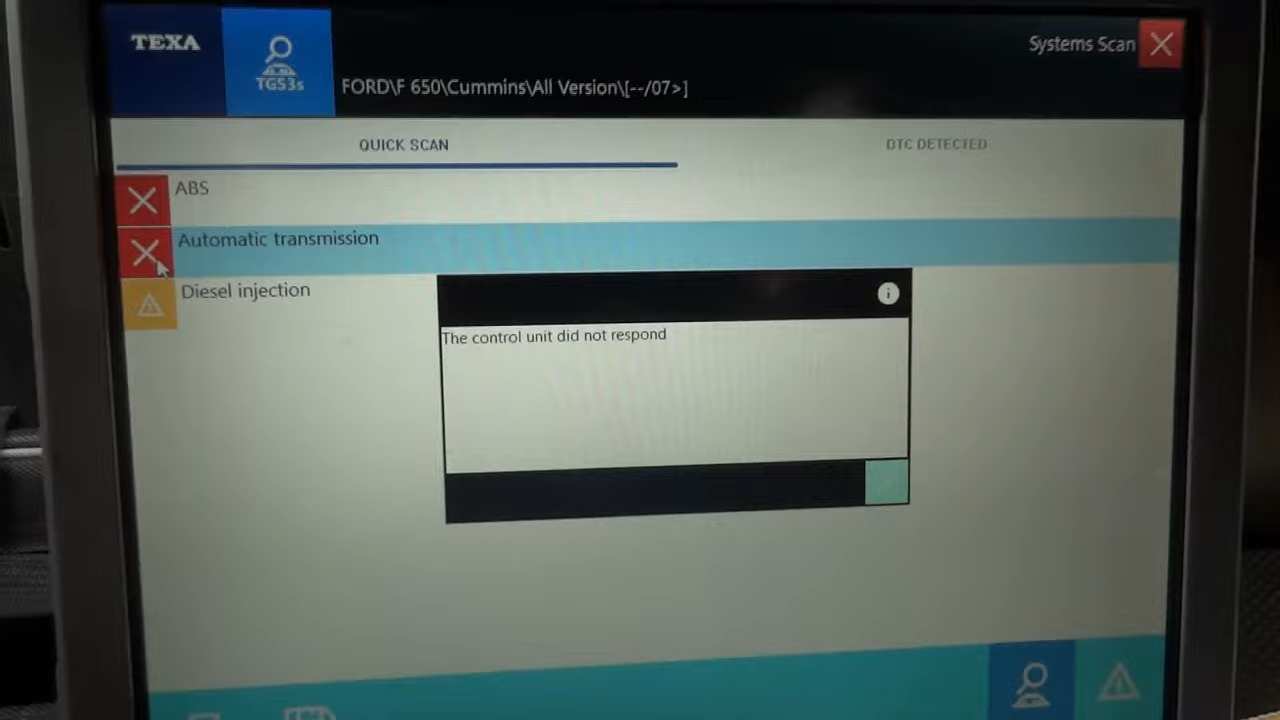 TEXA
TGS3s
Systems Scan
FORD\F 650\Cummins\All Version\[--/07>]
QUICK SCAN
DTC DETECTED
ABS
Automatic transmission
Diesel injection
The control unit did not respond